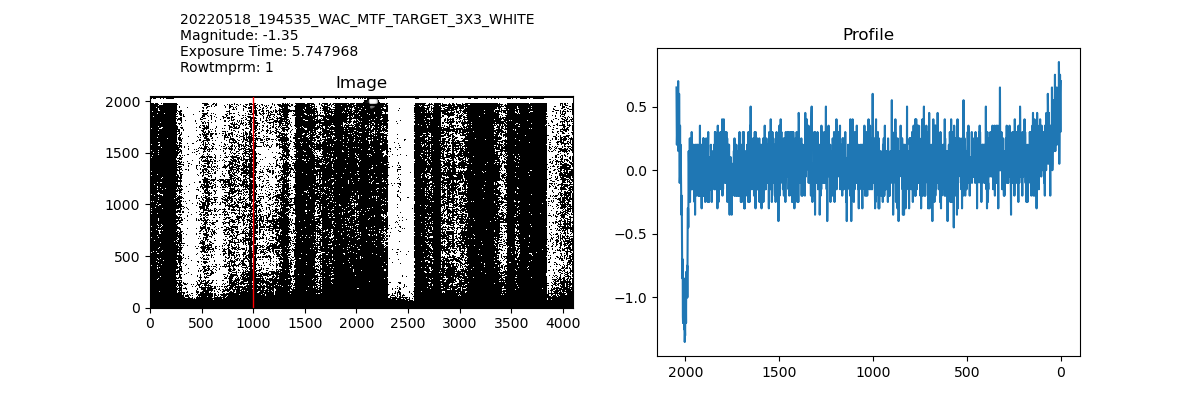 20220518_194535_WAC_MTF_TARGET_3X3_WHITE
Magnitude: -1.35
Exposure Time: 5.747968
Rowtmprm: 1
Image
2000
1500
1000
500
0
0 500 1000 1500 2000 2500 3000 3500 4000
Profile
0.5
0.0
−0.5
−1.0
2000 1500 1000 500 0